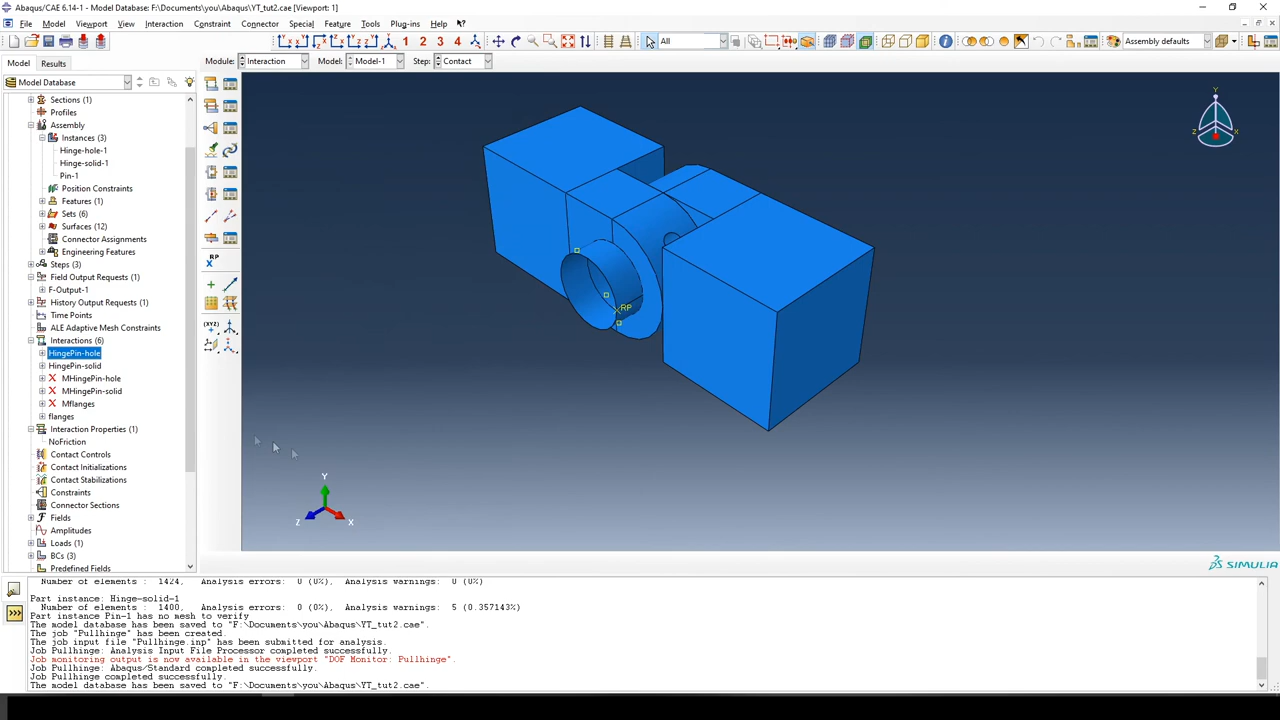 Abaqus/CAE 6.14-1 - Model Database: F:\Documents\you\Abaqus\YT_tut2.cae [Viewport: 1]
File Model Viewport View Interaction Constraint Connector Special Feature Tools Plug-ins Help
1 2 3 4 All Assembly defaults
Model Results Module: Interaction Model: Model-1 Step: Contact
Model Database
Sections (1)
Profiles
Assembly
Instances (3)
Hinge-hole-1
Hinge-solid-1
Pin-1
Position Constraints
Features (1)
Sets (6)
Surfaces (12)
Connector Assignments
Engineering Features
Steps (3)
Field Output Requests (1)
F-Output-1
History Output Requests (1)
Time Points
ALE Adaptive Mesh Constraints
Interactions (6)
HingePin-hole
HingePin-solid
MHingePin-hole
MHingePin-solid
Mflanges
flanges
Interaction Properties (1)
NoFriction
Contact Controls
Contact Initializations
Contact Stabilizations
Constraints
Connector Sections
Fields
Amplitudes
Loads (1)
BCs (3)
Predefined Fields
RP
(XYZ)
RP
Y
Z
X
Y
Z
X
SIMULIA
Number of elements : 1424, Analysis errors: 0 (0%), Analysis warnings: 0 (0%)
Part instance: Hinge-solid-1
Number of elements : 1400, Analysis errors: 0 (0%), Analysis warnings: 5 (0.357143%)
Part instance Pin-1 has no mesh to verify
The model database has been saved to "F:\Documents\you\Abaqus\YT_tut2.cae".
The job "Pullhinge" has been created.
The job input file "Pullhinge.inp" has been submitted for analysis.
Job Pullhinge: Analysis Input File Processor completed successfully.
Job monitoring output is now available in the viewport "DOF Monitor: Pullhinge".
Job Pullhinge: Abaqus/Standard completed successfully.
Job Pullhinge completed successfully.
The model database has been saved to "F:\Documents\you\Abaqus\YT_tut2.cae".